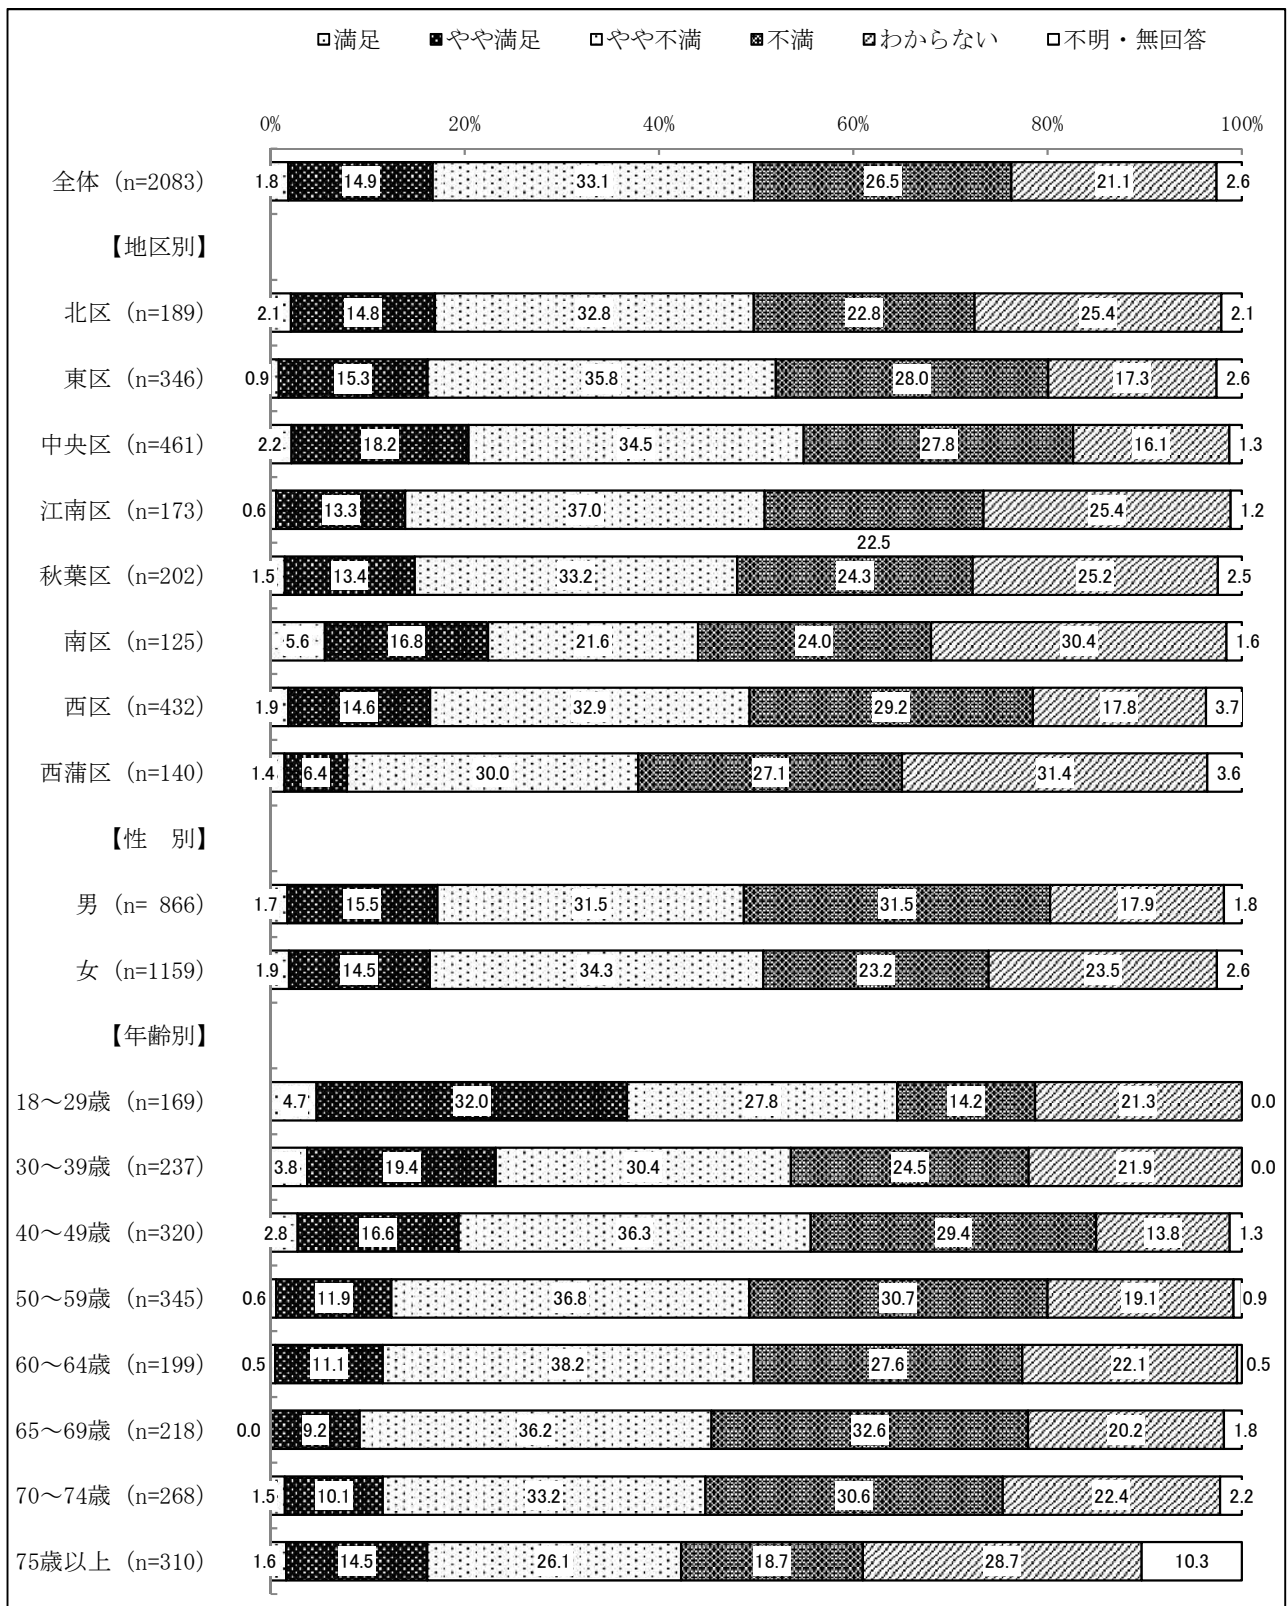 満足 やや満足 やや不満 不満 わからない 不明・無回答
0% 20% 40% 60% 80% 100%
全体 (n=2083) 1.8 14.9 33.1 26.5 21.1 2.6
【地区別】
北区 (n=189) 2.1 14.8 32.8 22.8 25.4 2.1
東区 (n=346) 0.9 15.3 35.8 28.0 17.3 2.6
中央区 (n=461) 2.2 18.2 34.5 27.8 16.1 1.3
江南区 (n=173) 0.6 13.3 37.0 25.4 1.2
22.5
秋葉区 (n=202) 1.5 13.4 33.2 24.3 25.2 2.5
南区 (n=125) 5.6 16.8 21.6 24.0 30.4 1.6
西区 (n=432) 1.9 14.6 32.9 29.2 17.8 3.7
西蒲区 (n=140) 1.4 6.4 30.0 27.1 31.4 3.6
【性　別】
男 (n= 866) 1.7 15.5 31.5 31.5 17.9 1.8
女 (n=1159) 1.9 14.5 34.3 23.2 23.5 2.6
【年齢別】
18～29歳 (n=169) 4.7 32.0 27.8 14.2 21.3 0.0
30～39歳 (n=237) 3.8 19.4 30.4 24.5 21.9 0.0
40～49歳 (n=320) 2.8 16.6 36.3 29.4 13.8 1.3
50～59歳 (n=345) 0.6 11.9 36.8 30.7 19.1 0.9
60～64歳 (n=199) 0.5 11.1 38.2 27.6 22.1 0.5
65～69歳 (n=218) 0.0 9.2 36.2 32.6 20.2 1.8
70～74歳 (n=268) 1.5 10.1 33.2 30.6 22.4 2.2
75歳以上 (n=310) 1.6 14.5 26.1 18.7 28.7 10.3